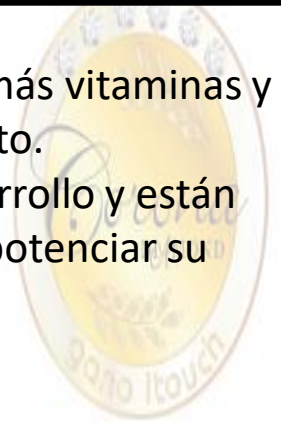 más vitaminas y
to.
rrollo y están
potenciar su
gano itouch